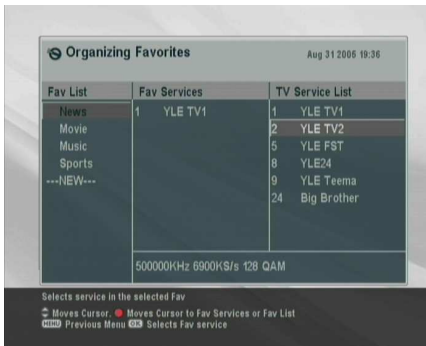 Organizing Favorites
Aug 31 2005 19:36
Fav List
Fav Services
TV Service List
News
Movie
Music
Sports
---NEW---
1 YLE TV1
1 YLE TV1
2 YLE TV2
5 YLE FST
8 YLE24
9 YLE Teema
24 Big Brother
500000KHz 6900KS/s 128 QAM
Selects service in the selected Fav
Moves Cursor. Moves Cursor to Fav Services or Fav List
MENU Previous Menu OK Selects Fav service